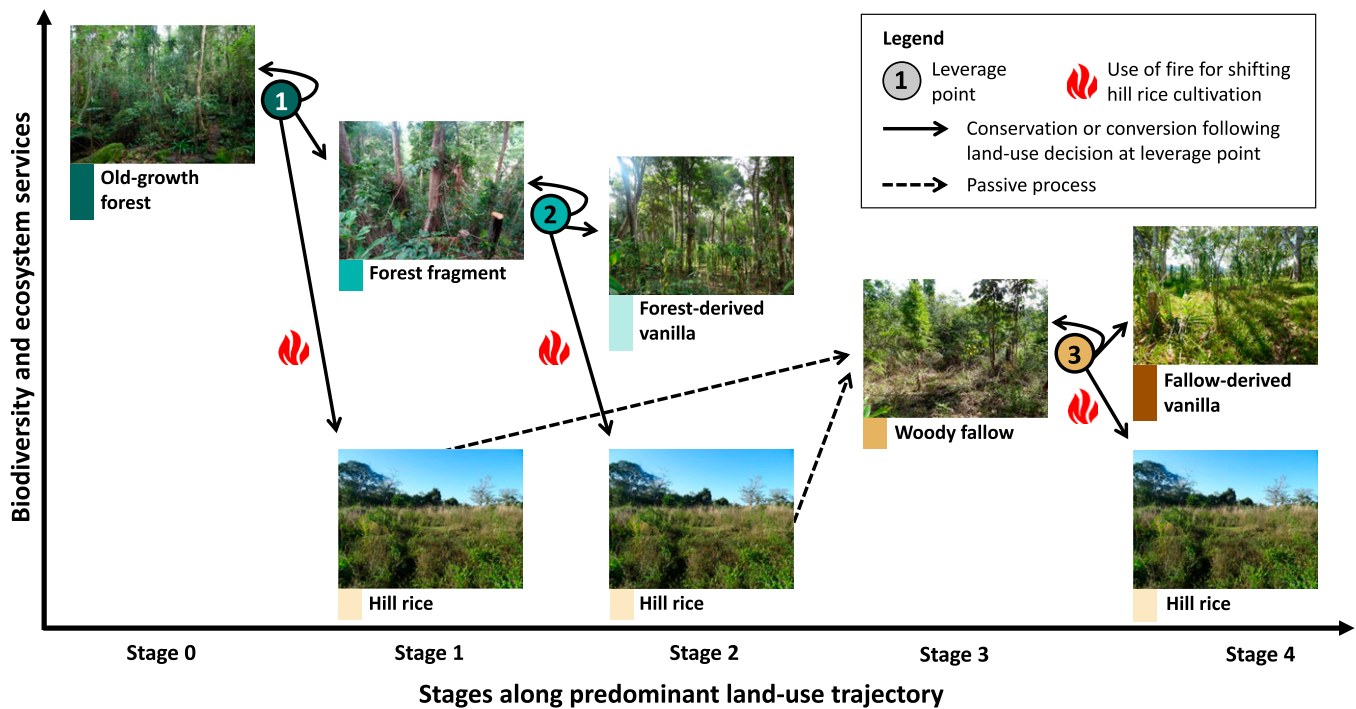 Biodiversity and ecosystem services
Old-growth
forest
1
Forest fragment
2
Forest-derived
vanilla
Woody fallow
3
Fallow-derived
vanilla
Hill rice
Hill rice
Hill rice
Legend
1
Leverage
point
Use of fire for shifting
hill rice cultivation
Conservation or conversion following
land-use decision at leverage point
Passive process
Stage 0
Stage 1
Stage 2
Stage 3
Stage 4
Stages along predominant land-use trajectory